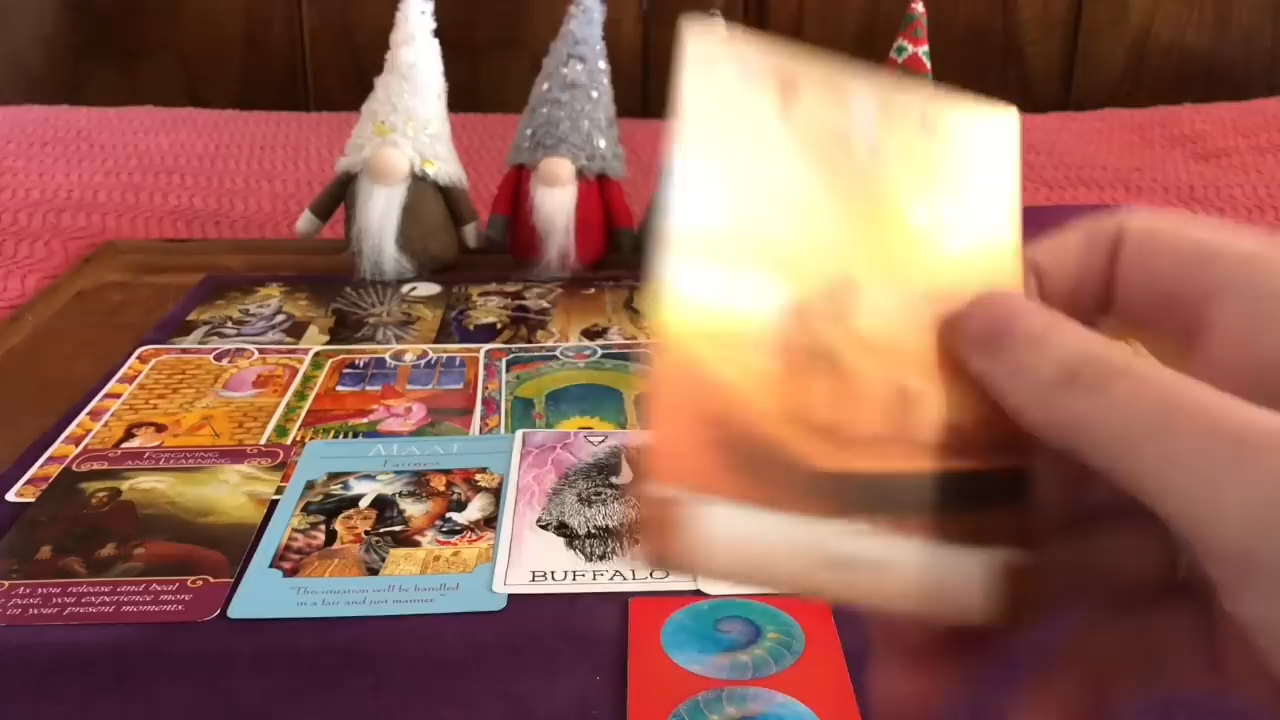 FORGIVING
AND LEARNING
As you release and heal
past, you experience more
in your present moments.
MAAT
Fairness
"This situation will be handled
in a fair and just manner."
BUFFALO